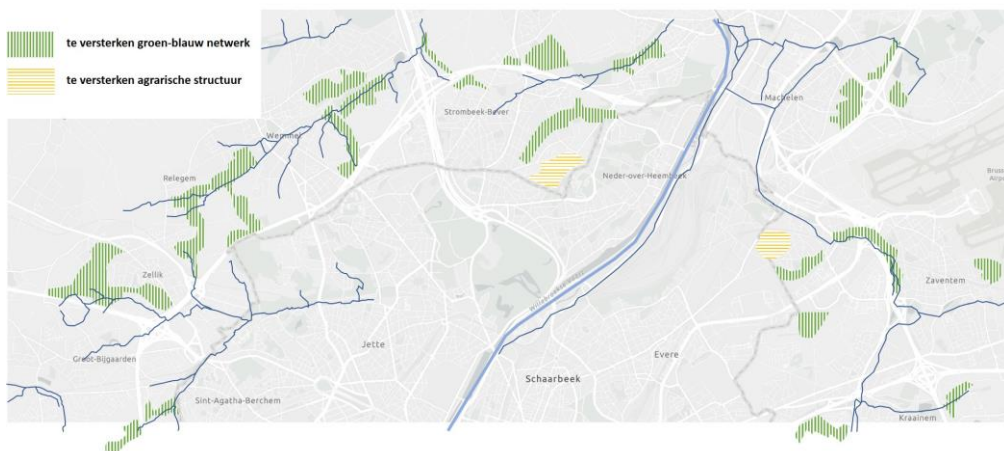 te versterken groen-blauw netwerk
te versterken agrarische structuur
Strombeek-Bever
Machelen
Wemmel
Relegem
Neder-over-Heembeek
Zellik
Zaventem
Groot-Bijgaarden
Jette
Evere
Schaarbeek
Sint-Agatha-Berchem
Kraainem